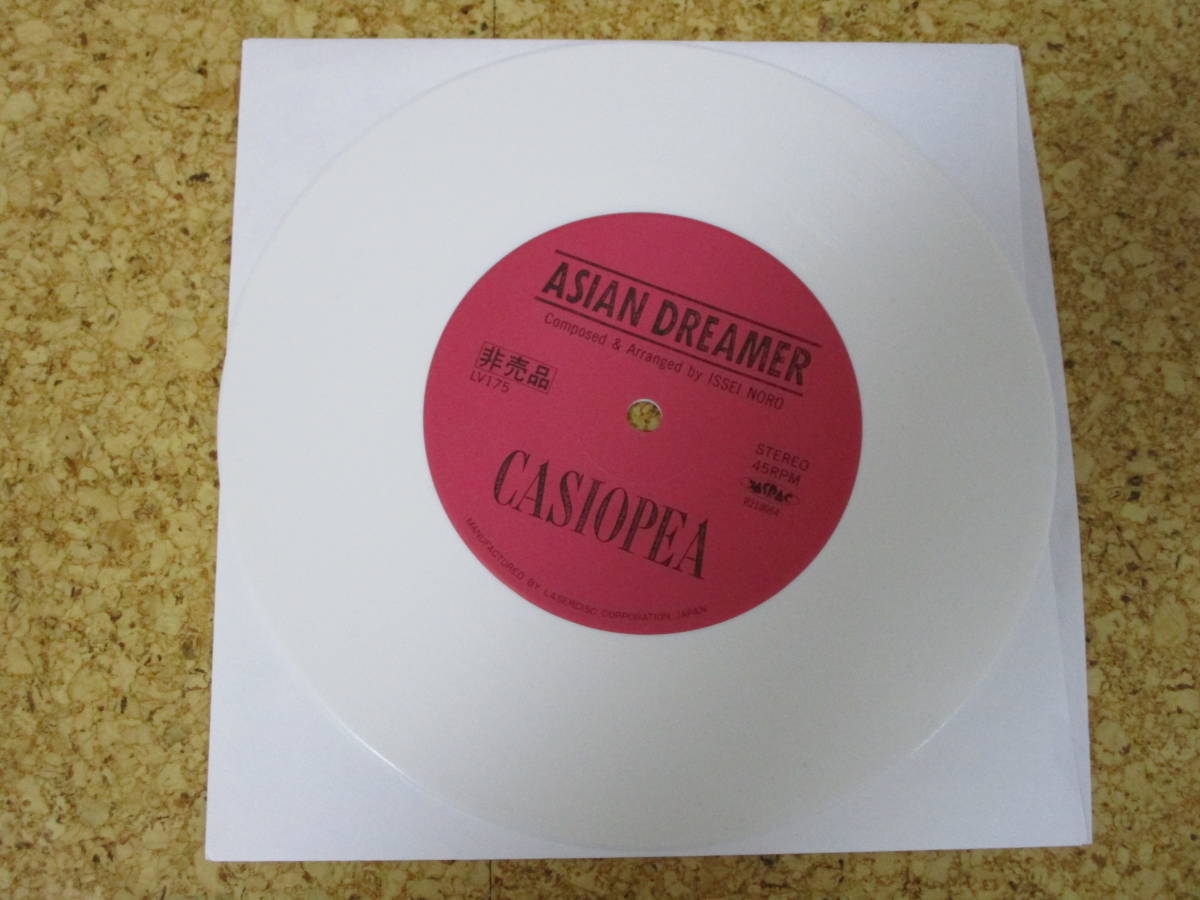 ASIAN DREAMER
Composed & Arranged by ISSEI NORO
非売品
LV175
STEREO
45RPM
CASIOPEA
MANUFACTURED BY LASERDISC CORPORATION, JAPAN